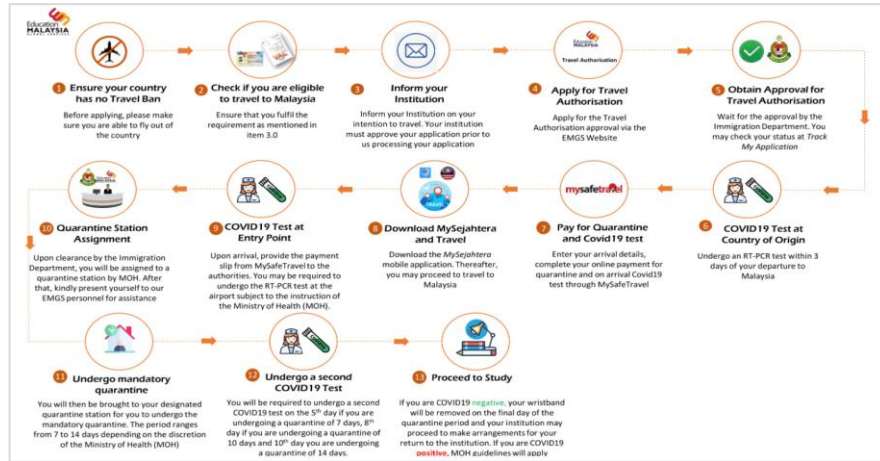 Education
MALAYSIA
GLOBAL SERVICES
1 Ensure your country
has no Travel Ban
Before applying, please make
sure you are able to fly out of
the country
2 Check if you are eligible
to travel to Malaysia
Ensure that you fulfil the
requirement as mentioned in
item 3.0
3 Inform your
Institution
Inform your Institution on your
intention to travel. Your institution
must approve your application prior to
us processing your application
Travel Authorisation
4 Apply for Travel
Authorisation
Apply for the Travel
Authorisation approval via the
EMGS Website
5 Obtain Approval for
Travel Authorisation
Wait for the approval by the
Immigration Department. You
may check your status at Track
My Application
6 COVID19 Test at
Country of Origin
Undergo an RT-PCR test within 3
days of your departure to
Malaysia
mysafetravel
7 Pay for Quarantine
and Covid19 test
Enter your arrival details,
complete your online payment for
quarantine and on arrival Covid19
test through MySafeTravel
TRAVEL
8 Download MySejahtera
and Travel
Download the MySejahtera
mobile application. Thereafter,
you may proceed to travel to
Malaysia
9 COVID19 Test at
Entry Point
Upon arrival, provide the payment
slip from MySafeTravel to the
authorities. You may be required to
undergo the RT-PCR test at the
airport subject to the instruction of
the Ministry of Health (MOH).
10 Quarantine Station
Assignment
Upon clearance by the Immigration
Department, you will be assigned to a
quarantine station by MOH. After
that, kindly present yourself to our
EMGS personnel for assistance
11 Undergo mandatory
quarantine
You will then be brought to your designated
quarantine station for you to undergo the
mandatory quarantine. The period ranges
from 7 to 14 days depending on the discretion
of the Ministry of Health (MOH)
12 Undergo a second
COVID19 Test
You will be required to undergo a second
COVID19 test on the 5th day if you are
undergoing a quarantine of 7 days, 8th
day if you are undergoing a quarantine of
10 days and 10th day you are undergoing
a quarantine of 14 days.
13 Proceed to Study
If you are COVID19 negative, your wristband
will be removed on the final day of the
quarantine period and your institution may
proceed to make arrangements for your
return to the institution. If you are COVID19
positive, MOH guidelines will apply